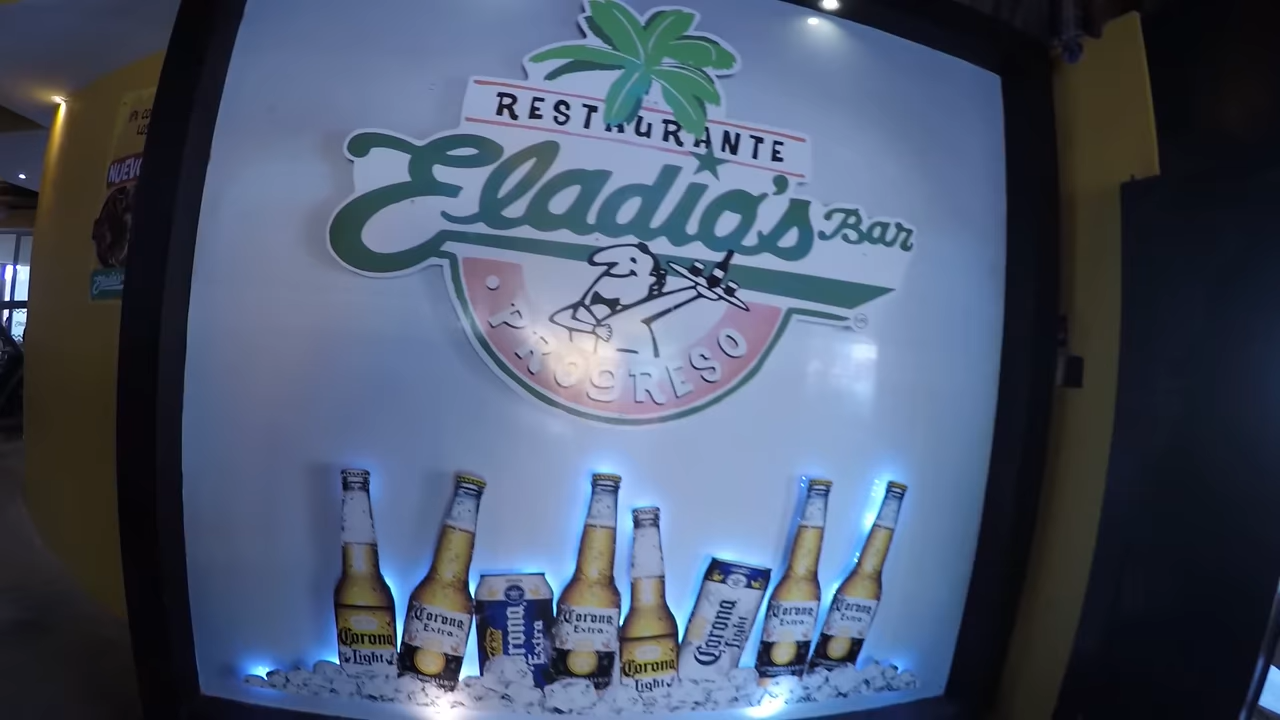 RESTAURANTE
Eladio's Bar
PROGRESO
NUEVO
Corona
Light
Corona
Extra
Corona
Extra
Corona
Extra
Corona
Light
Corona
Light
Corona
Extra
Corona
Extra